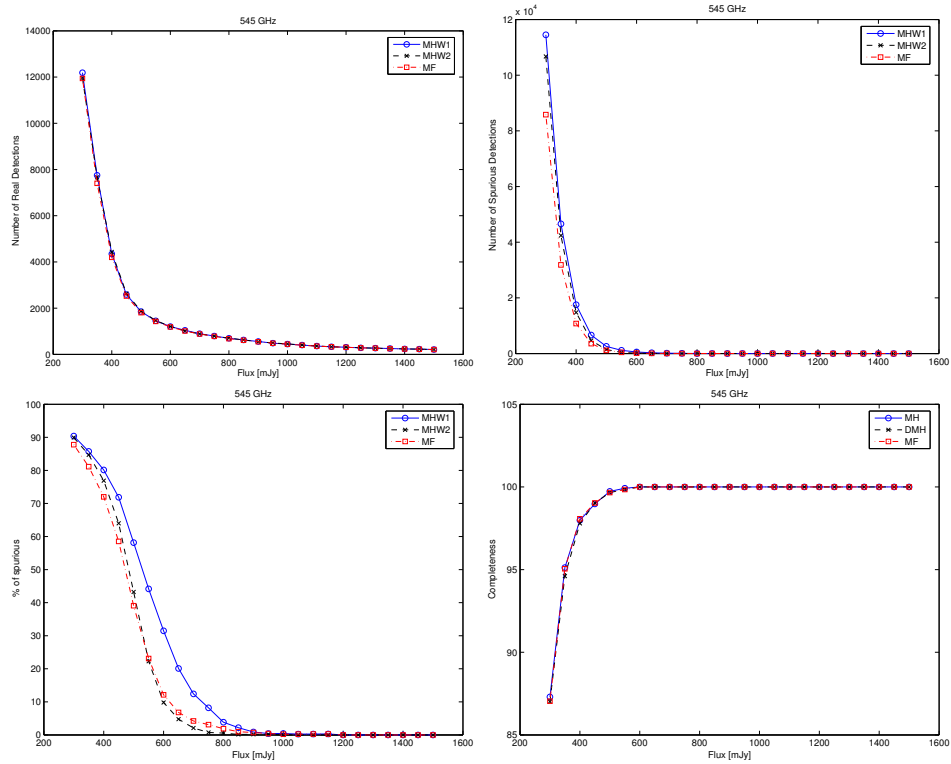 545 GHz
14000
12000
10000
8000
6000
4000
2000
0
Number of Real Detections
MHW1
MHW2
MF
200 400 600 800 1000 1200 1400 1600
Flux [mJy]
545 GHz
x 10^4
12
10
8
6
4
2
0
Number of Spurious Detections
MHW1
MHW2
MF
200 400 600 800 1000 1200 1400 1600
Flux [mJy]
545 GHz
100
90
80
70
60
50
40
30
20
10
0
% of spurious
MHW1
MHW2
MF
200 400 600 800 1000 1200 1400 1600
Flux [mJy]
545 GHz
105
100
95
90
85
Completeness
MH
DMH
MF
200 400 600 800 1000 1200 1400 1600
Flux [mJy]